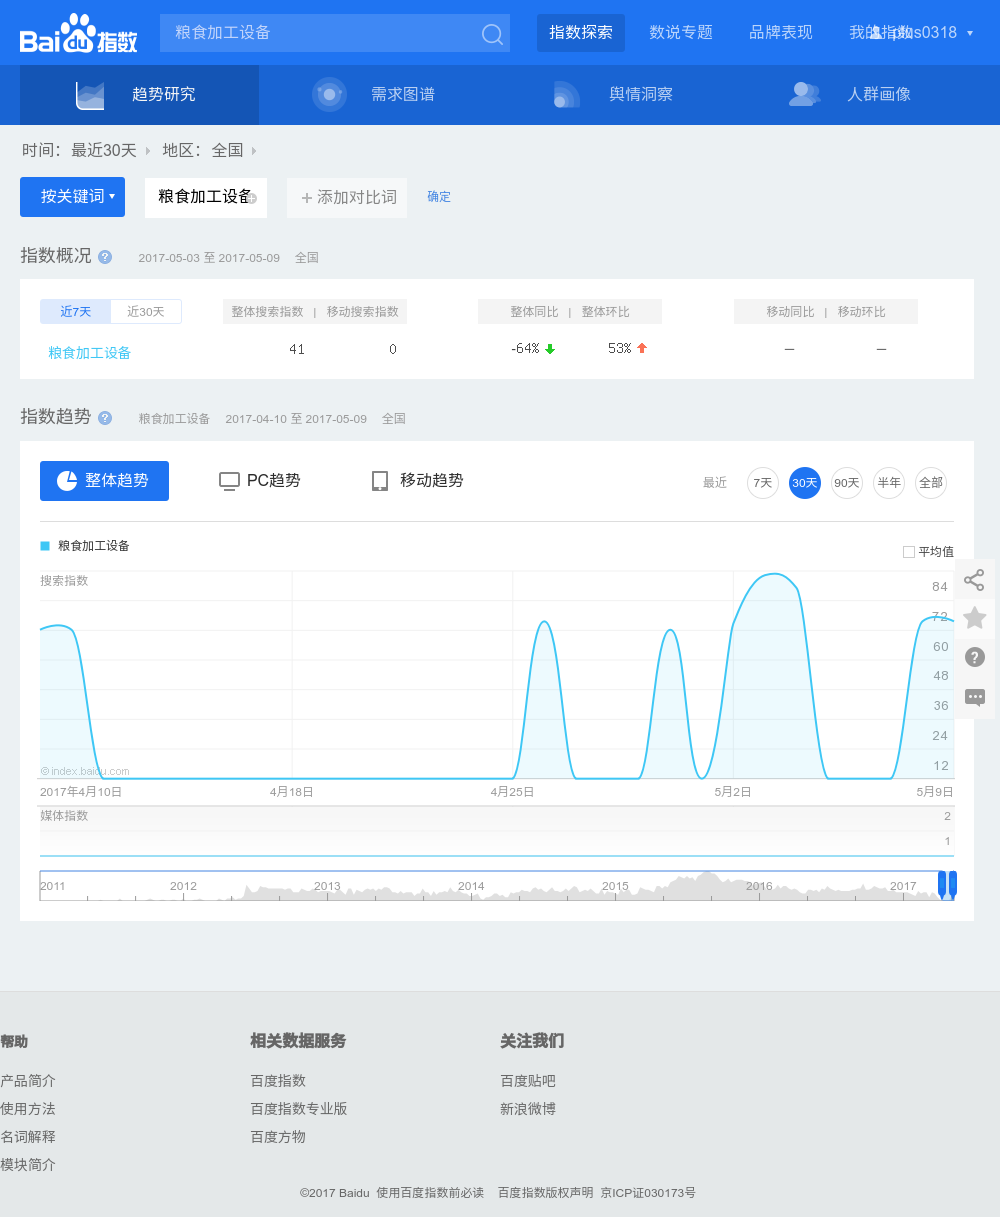 Bai du 指数
粮食加工设备
指数探索 数说专题 品牌表现 我的指数 plus0318
趋势研究 需求图谱 舆情洞察 人群画像
时间： 最近30天 地区： 全国
按关键词 粮食加工设备 + 添加对比词 确定
指数概况 ? 2017-05-03 至 2017-05-09 全国
近7天 近30天 整体搜索指数 | 移动搜索指数 整体同比 | 整体环比 移动同比 | 移动环比
粮食加工设备 41 0 -64% 53% — —
指数趋势 ? 粮食加工设备 2017-04-10 至 2017-05-09 全国
整体趋势 PC趋势 移动趋势 最近 7天 30天 90天 半年 全部
粮食加工设备
平均值
搜索指数
84
72
60
48
36
24
12
©index.baidu.com
2017年4月10日 4月18日 4月25日 5月2日 5月9日
媒体指数 2
1
2011 2012 2013 2014 2015 2016 2017
帮助 相关数据服务 关注我们
产品简介 百度指数 百度贴吧
使用方法 百度指数专业版 新浪微博
名词解释 百度方物
模块简介
©2017 Baidu 使用百度指数前必读 百度指数版权声明 京ICP证030173号